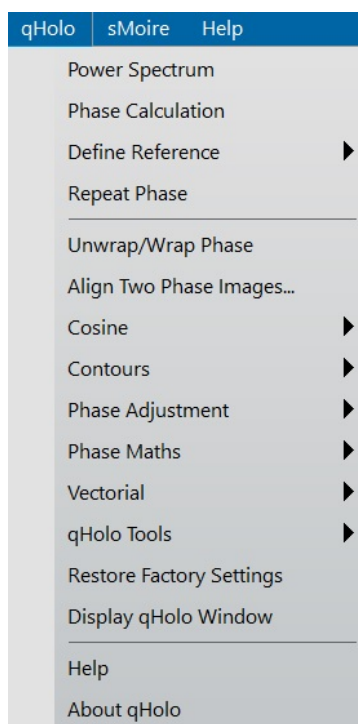 qHolo sMoire Help
Power Spectrum
Phase Calculation
Define Reference
Repeat Phase
Unwrap/Wrap Phase
Align Two Phase Images...
Cosine
Contours
Phase Adjustment
Phase Maths
Vectorial
qHolo Tools
Restore Factory Settings
Display qHolo Window
Help
About qHolo